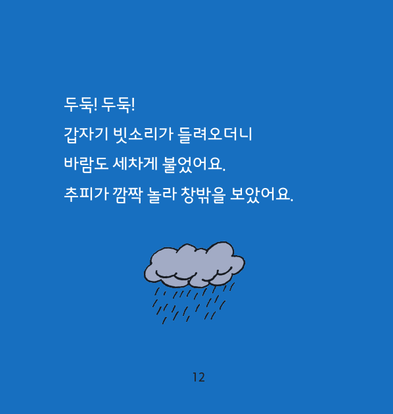 두둑! 두둑!
갑자기 빗소리가 들려오더니
바람도 세차게 불었어요.
추피가 깜짝 놀라 창밖을 보았어요.
12